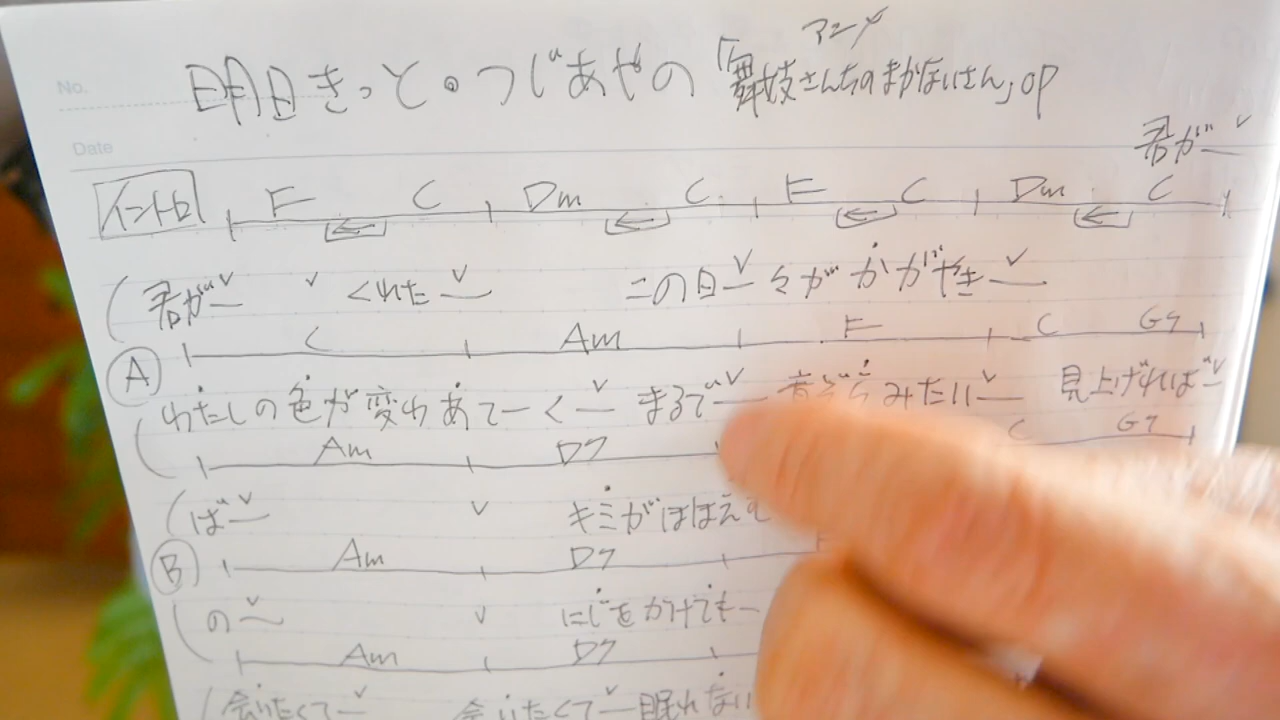 アニメ
明日きっと。つじあやの「舞妓さんちのまかないさん」OP
No.
Date
君が
イントロ F C Dm C F C Dm C
君が くれた この日々が かがやき
A C Am F C G7
わたしの色が変わあてーく まるで みたい 見上げれば
Am D7 C G7
ば キミがほほえむ
B Am D7 F
の にじをかけても
Am D7
会いたくて 会いたくて 眠れない